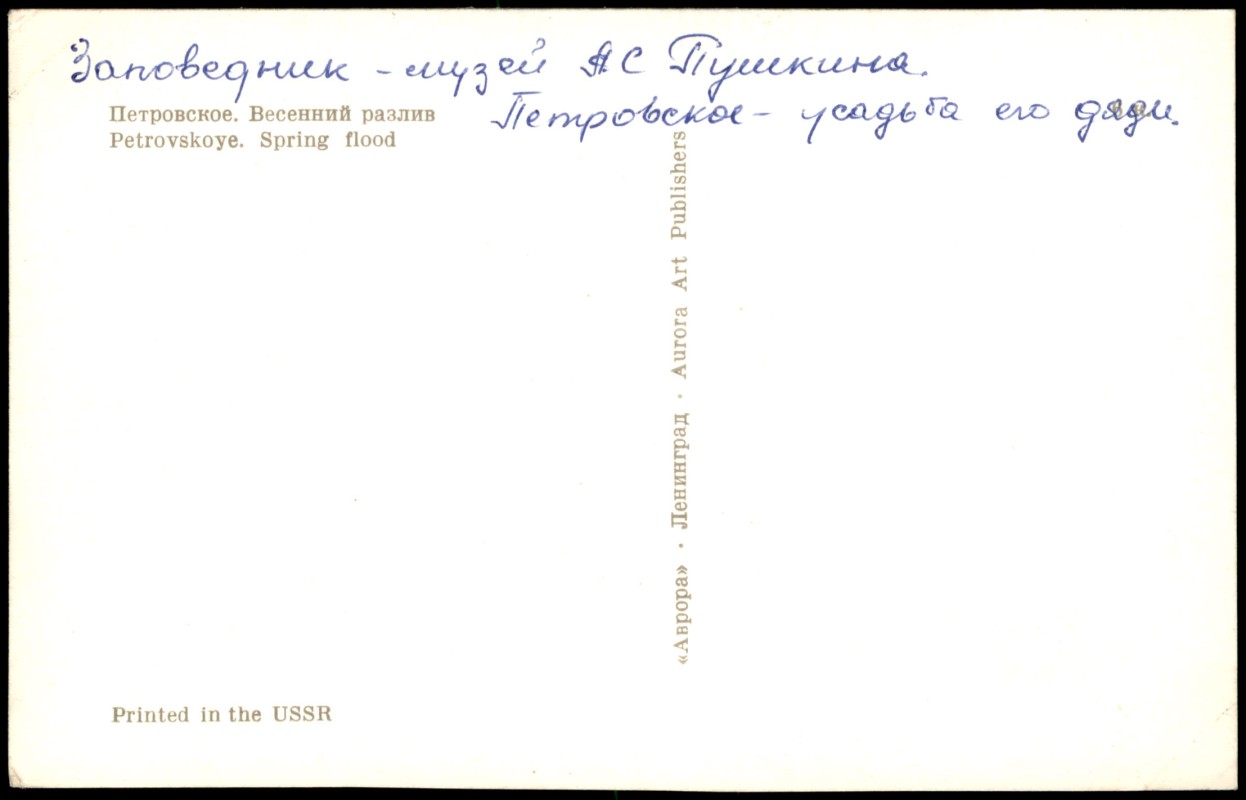 Заповедник - музей А С Пушкина.
Петровское - усадьба его дяди.
Петровское. Весенний разлив
Petrovskoye. Spring flood
«Аврора» · Ленинград · Aurora Art Publishers
Printed in the USSR